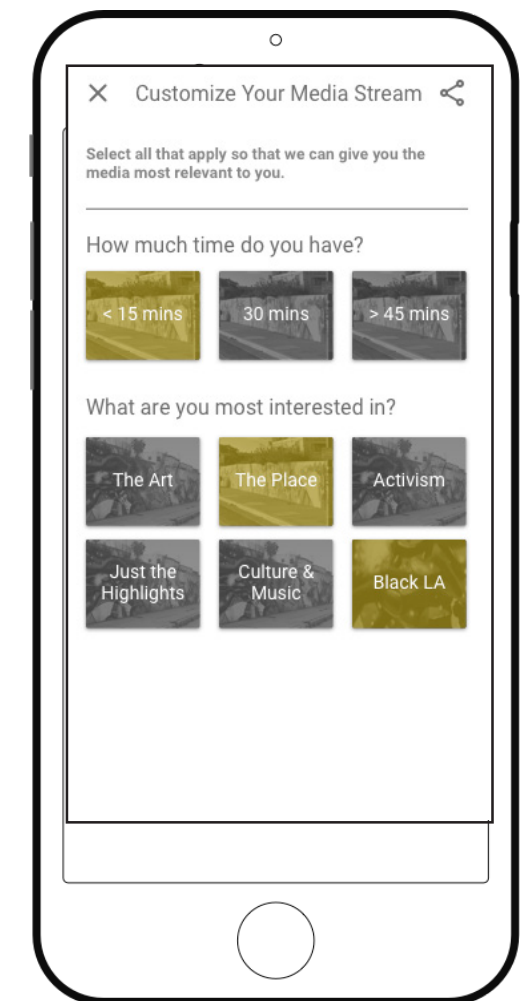 Customize Your Media Stream
Select all that apply so that we can give you the
media most relevant to you.
How much time do you have?
< 15 mins
30 mins
> 45 mins
What are you most interested in?
The Art
The Place
Activism
Just the
Highlights
Culture &
Music
Black LA